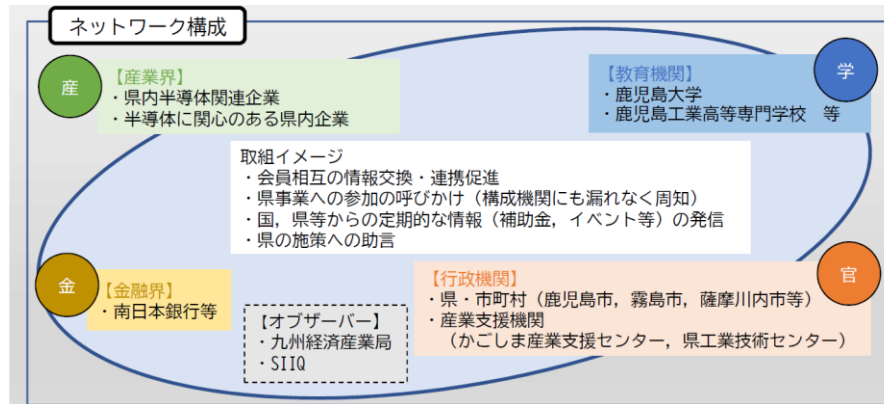 ネットワーク構成
産
【産業界】
・県内半導体関連企業
・半導体に関心のある県内企業
学
【教育機関】
・鹿児島大学
・鹿児島工業高等専門学校　等
取組イメージ
・会員相互の情報交換・連携促進
・県事業への参加の呼びかけ（構成機関にも漏れなく周知）
・国，県等からの定期的な情報（補助金，イベント等）の発信
・県の施策への助言
金
【金融界】
・南日本銀行等
【オブザーバー】
・九州経済産業局
・SIIQ
官
【行政機関】
・県・市町村（鹿児島市，霧島市，薩摩川内市等）
・産業支援機関
（かごしま産業支援センター，県工業技術センター）